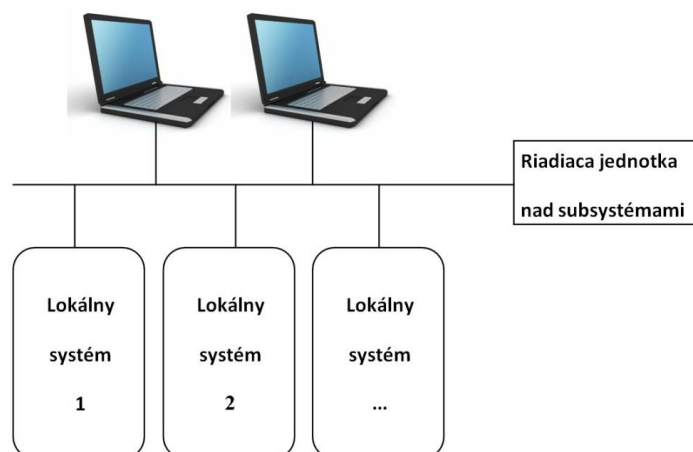 Riadiaca jednotka
nad subsystémami
Lokálny
systém
1
Lokálny
systém
2
Lokálny
systém
...